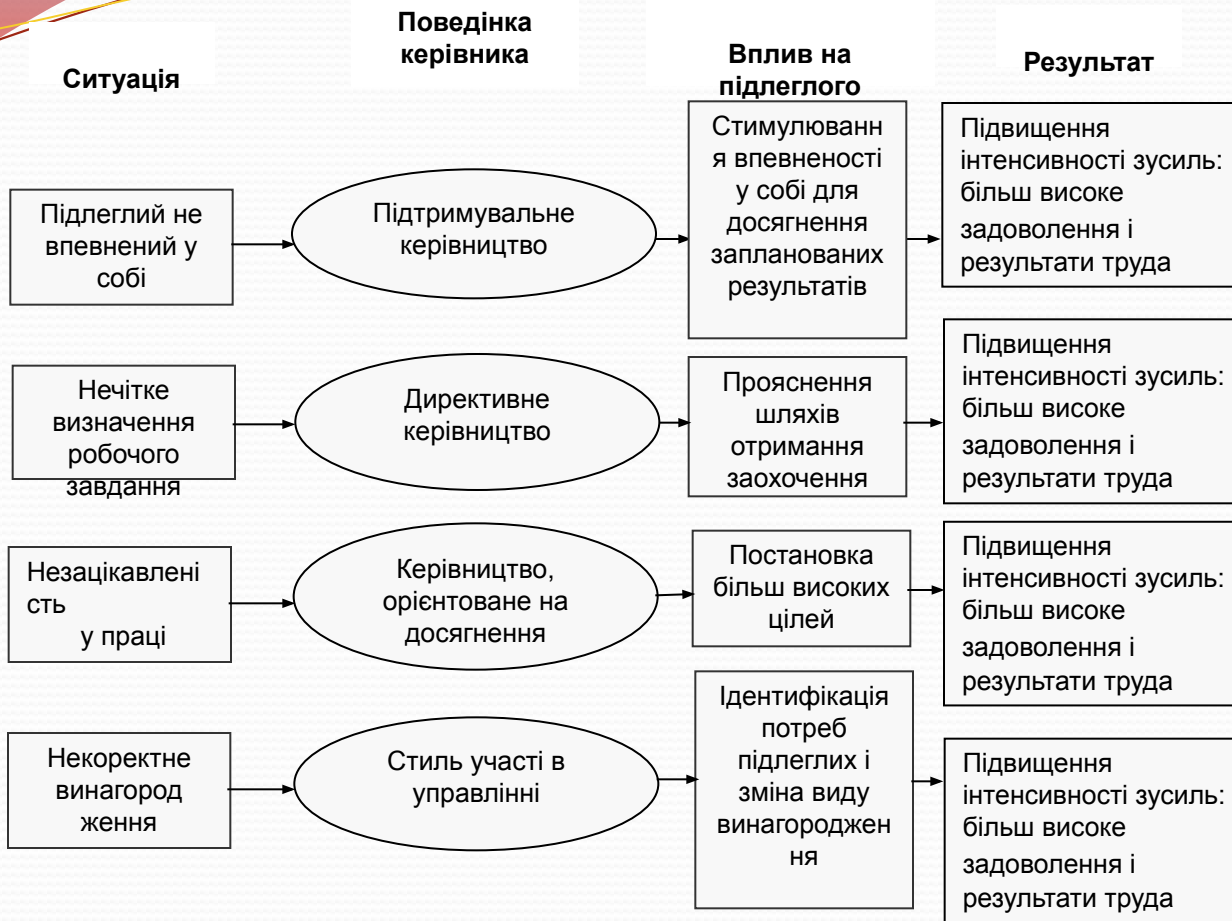 Ситуація
Поведінка
керівника
Вплив на
підлеглого
Результат
Підлеглий не
впевнений у
собі
Підтримувальне
керівництво
Стимулюванн
я впевненості
у собі для
досягнення
запланованих
результатів
Підвищення
інтенсивності зусиль:
більш високе
задоволення і
результати труда
Нечітке
визначення
робочого
завдання
Директивне
керівництво
Прояснення
шляхів
отримання
заохочення
Підвищення
інтенсивності зусиль:
більш високе
задоволення і
результати труда
Незацікавлені
сть
у праці
Керівництво,
орієнтоване на
досягнення
Постановка
більш високих
цілей
Підвищення
інтенсивності зусиль:
більш високе
задоволення і
результати труда
Некоректне
винагород
ження
Стиль участі в
управлінні
Ідентифікація
потреб
підлеглих і
зміна виду
винагороджен
ня
Підвищення
інтенсивності зусиль:
більш високе
задоволення і
результати труда